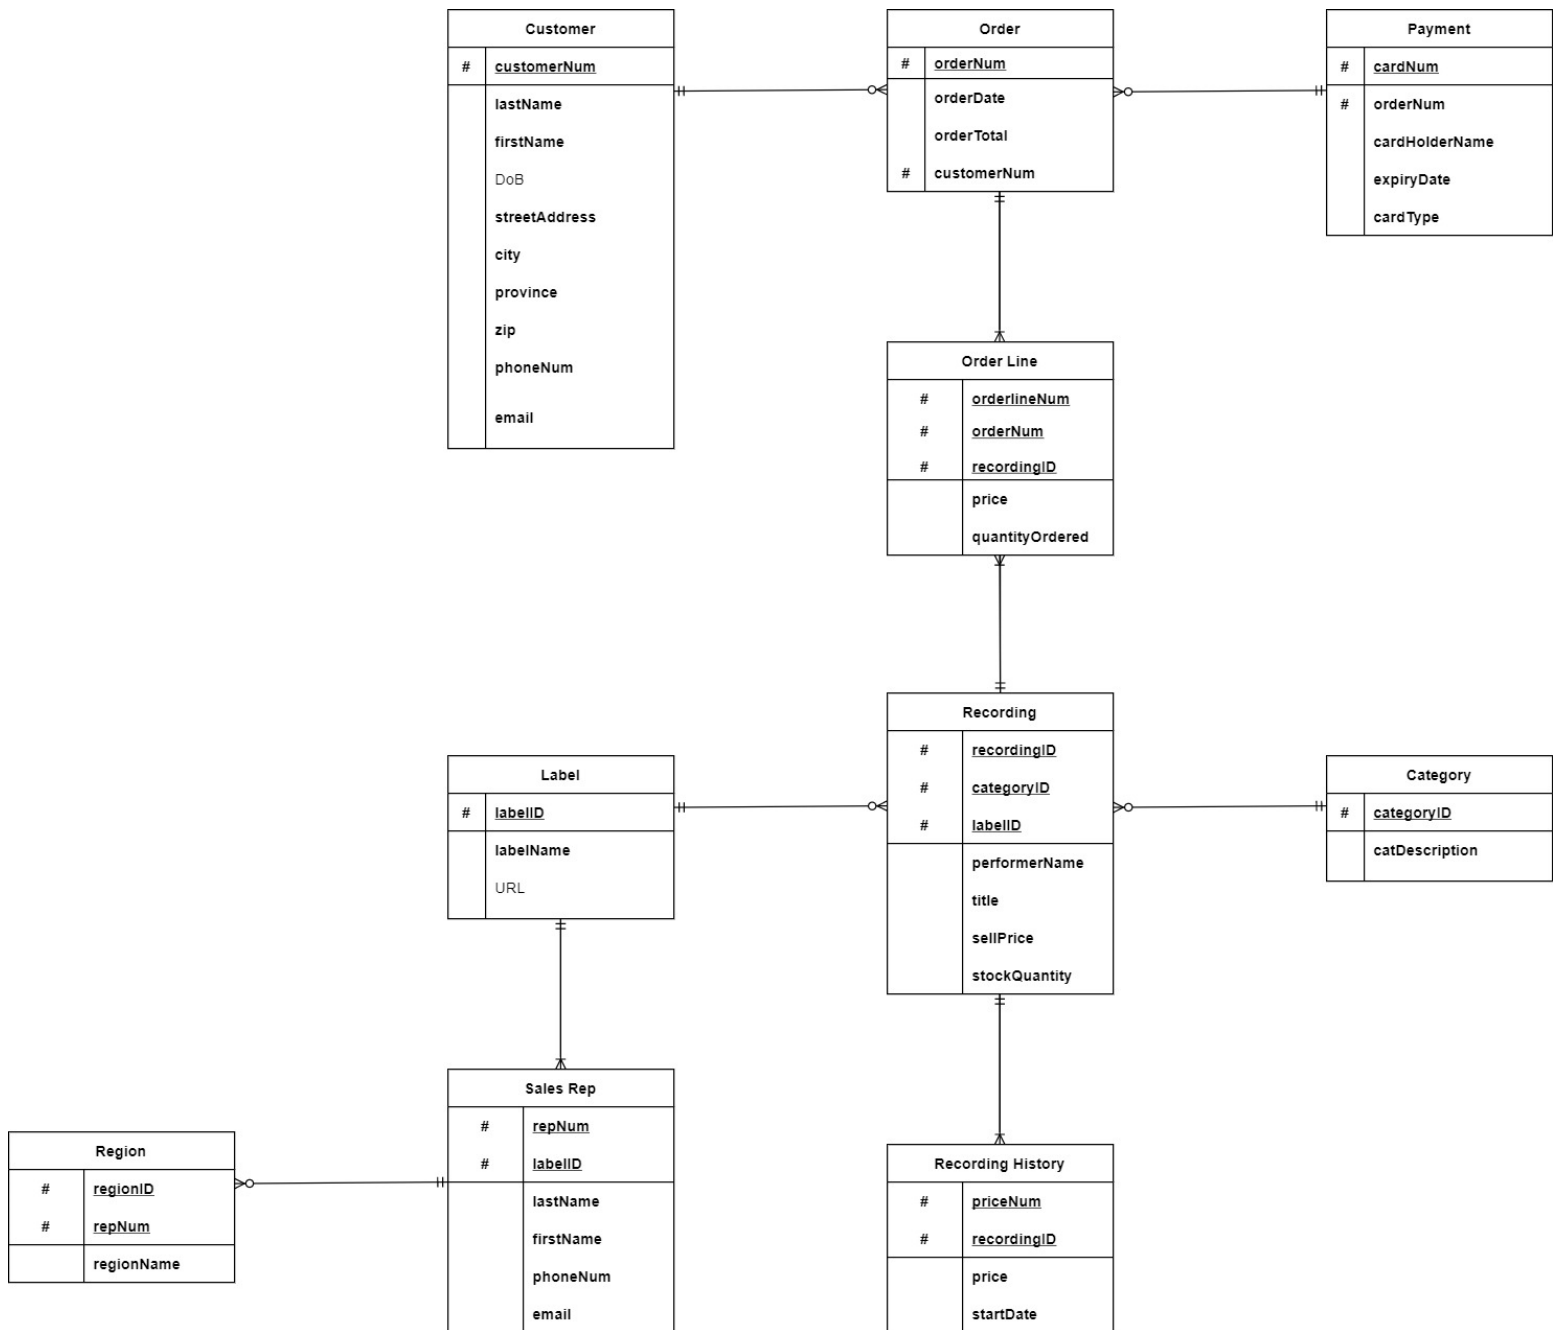 Customer
# customerNum
lastName
firstName
DoB
streetAddress
city
province
zip
phoneNum
email
Order
# orderNum
orderDate
orderTotal
# customerNum
Payment
# cardNum
# orderNum
cardHolderName
expiryDate
cardType
Order Line
# orderlineNum
# orderNum
# recordingID
price
quantityOrdered
Label
# labelID
labelName
URL
Recording
# recordingID
# categoryID
# labelID
performerName
title
sellPrice
stockQuantity
Category
# categoryID
catDescription
Region
# regionID
# repNum
regionName
Sales Rep
# repNum
# labelID
lastName
firstName
phoneNum
email
Recording History
# priceNum
# recordingID
price
startDate